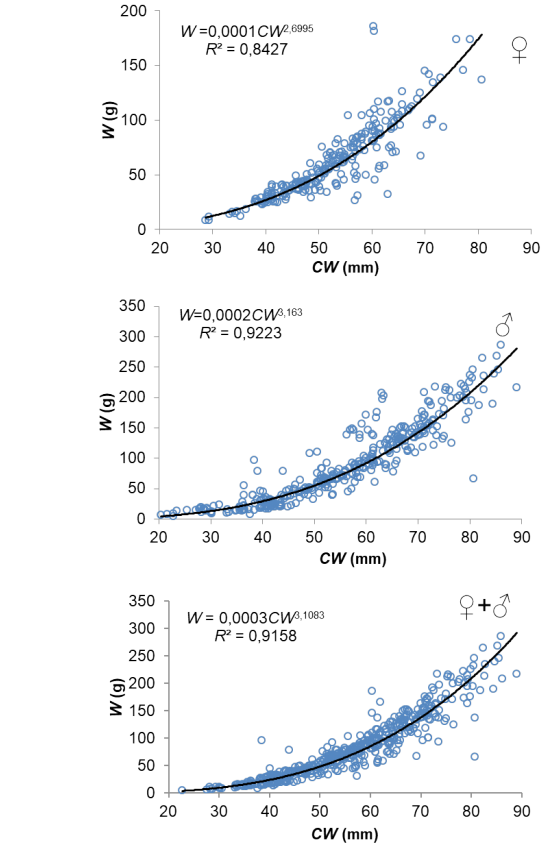 200
W =0,0001CW2,6995
R² = 0,8427
♀
150
W (g)
100
50
0
20 30 40 50 60 70 80 90
CW (mm)
350
W=0,0002CW3,163
♂
300
R² = 0,9223
250
W (g)
200
150
100
50
0
20 30 40 50 60 70 80 90
CW (mm)
350
W = 0,0003CW3,1083
♀+♂
300
R² = 0,9158
250
W (g)
200
150
100
50
0
20 30 40 50 60 70 80 90
CW (mm)